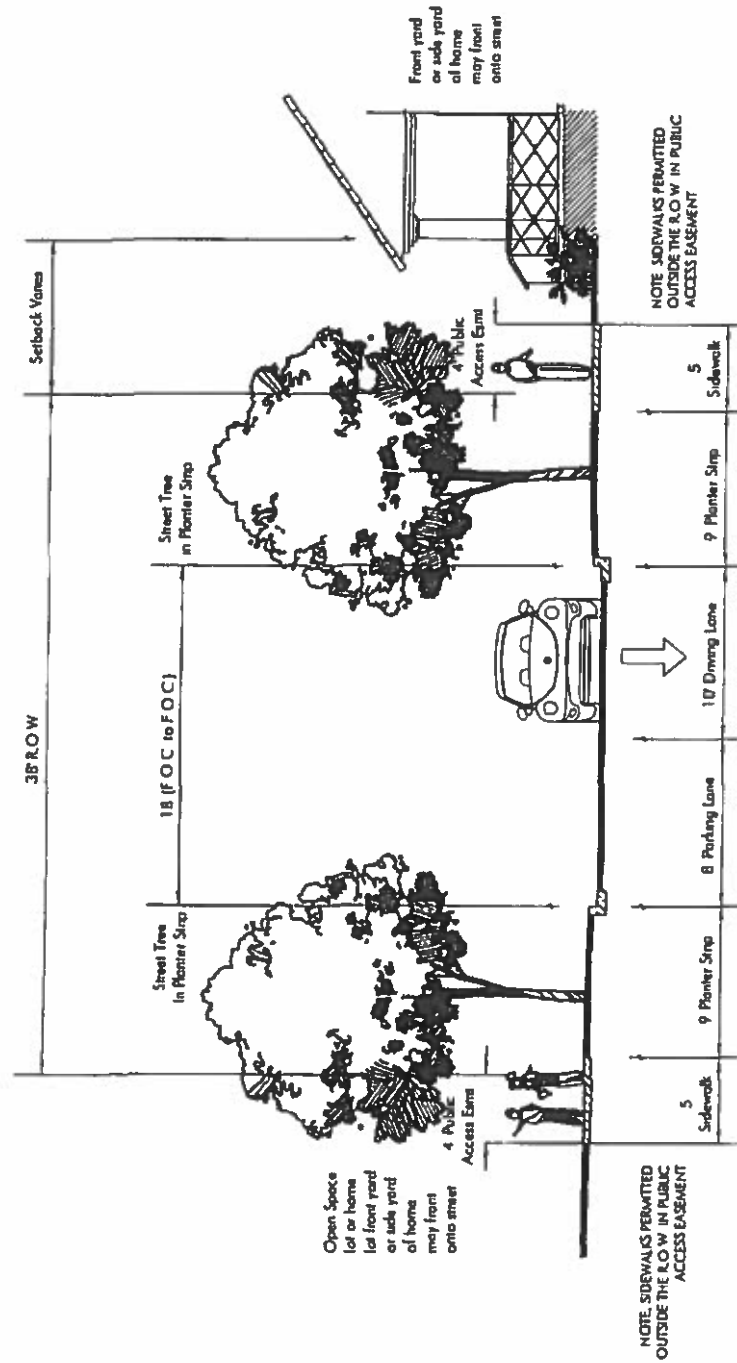 38' R.O.W
Setback Varies
18 (F O C to F O C)
Street Tree
in Planter Strip
Street Tree
in Planter Strip
Open Space
lot or home
lot front yard
or side yard
of home
may front
onto street
4' Public
Access Esmt
4' Public
Access Esmt
Front yard
or side yard
of home
may front
onto street
5
Sidewalk
9 Planter Strip
8 Parking Lane
10' Driving Lane
9 Planter Strip
5
Sidewalk
NOTE, SIDEWALKS PERMITTED
OUTSIDE THE R.O W IN PUBLIC
ACCESS EASEMENT
NOTE SIDEWALKS PERMITTED
OUTSIDE THE R.O W IN PUBLIC
ACCESS EASEMENT